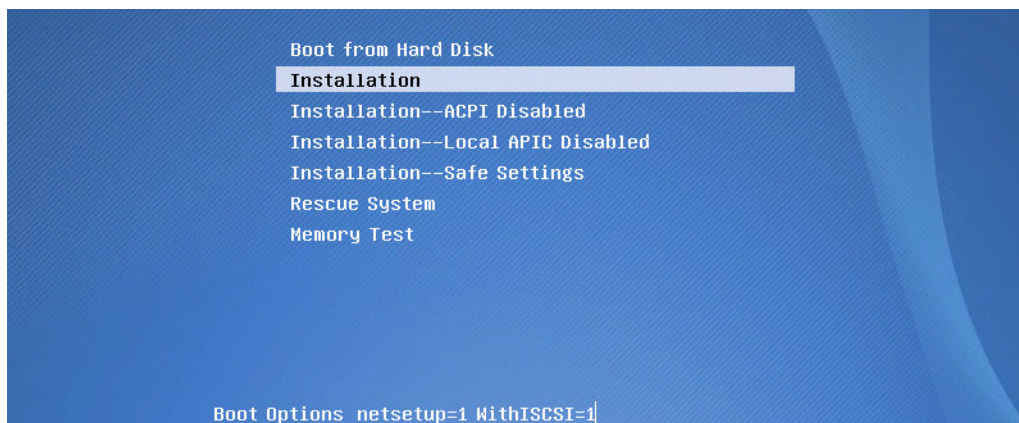 Boot from Hard Disk
Installation
Installation--ACPI Disabled
Installation--Local APIC Disabled
Installation--Safe Settings
Rescue System
Memory Test
Boot Options netsetup=1 WithISCSI=1